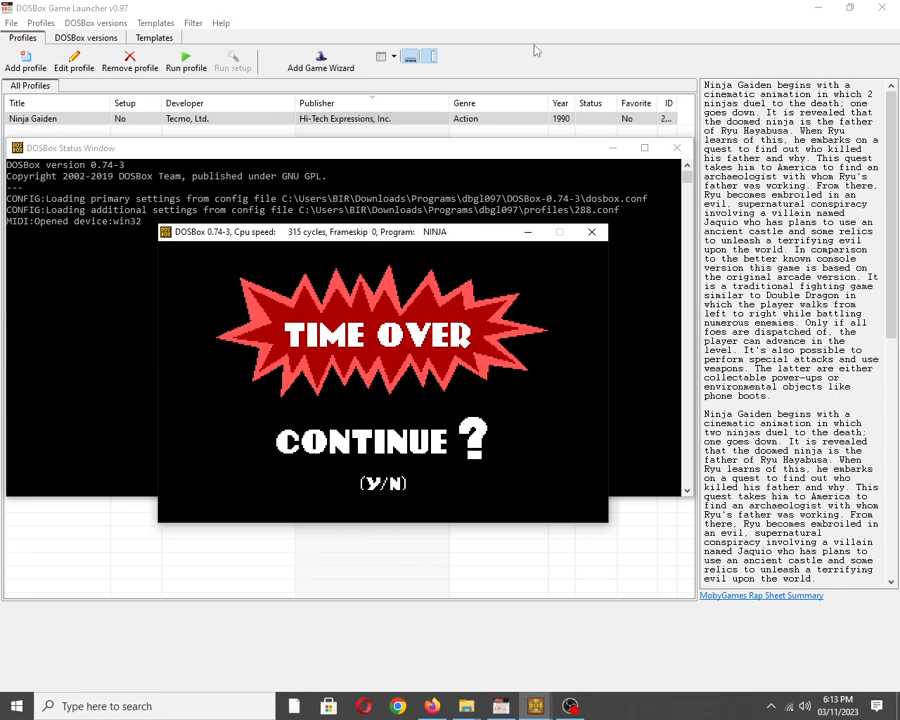 DOSBox Game Launcher v0.97
File Profiles DOSBox versions Templates Filter Help
Profiles DOSBox versions Templates
Add profile Edit profile Remove profile Run profile Run setup Add Game Wizard
All Profiles
Title Setup Developer Publisher Genre Year Status Favorite ID
Ninja Gaiden No Tecmo, Ltd. Hi-Tech Expressions, Inc. Action 1990 No 2...
DOSBox Status Window
DOSBox version 0.74-3
Copyright 2002-2019 DOSBox Team, published under GNU GPL.
---
CONFIG:Loading primary settings from config file C:\Users\BIR\Downloads\Programs\dbgl097\DOSBox-0.74-3\dosbox.conf
CONFIG:Loading additional settings from config file C:\Users\BIR\Downloads\Programs\dbgl097\profiles\288.conf
MIDI:Opened device:win32
DOSBox 0.74-3, Cpu speed: 315 cycles, Frameskip 0, Program: NINJA
TIME OVER
CONTINUE ?
(Y/N)
Ninja Gaiden begins with a
cinematic animation in which 2
ninjas duel to the death; one
goes down. It is revealed that
the doomed ninja is the father
of Ryu Hayabusa. When Ryu
learns of this, he embarks on a
quest to find out who killed
his father and why. This quest
takes him to America to find an
archaeologist with whom Ryu's
father was working. From there,
Ryu becomes embroiled in an
evil, supernatural conspiracy
involving a villain named
Jaquio who has plans to use an
ancient castle and some relics
to unleash a terrifying evil
upon the world. In comparison
to the better known console
version this game is based on
the original arcade version. It
is a traditional fighting game
similar to Double Dragon in
which the player walks from
left to right while battling
numerous enemies. Only if all
foes are dispatched of, the
player can advance in the
level. It's also possible to
perform special attacks and use
weapons. The latter are either
collectable power-ups or
environmental objects like
phone boots.
Ninja Gaiden begins with a
cinematic animation in which
two ninjas duel to the death;
one goes down. It is revealed
that the doomed ninja is the
father of Ryu Hayabusa. When
Ryu learns of this, he embarks
on a quest to find out who
killed his father and why. This
quest takes him to America to
find an archaeologist with whom
Ryu's father was working. From
there, Ryu becomes embroiled in
an evil, supernatural
conspiracy involving a villain
named Jaquio who has plans to
use an ancient castle and some
relics to unleash a terrifying
evil upon the world.
MobyGames Rap Sheet Summary
Type here to search
6:13 PM
03/11/2023